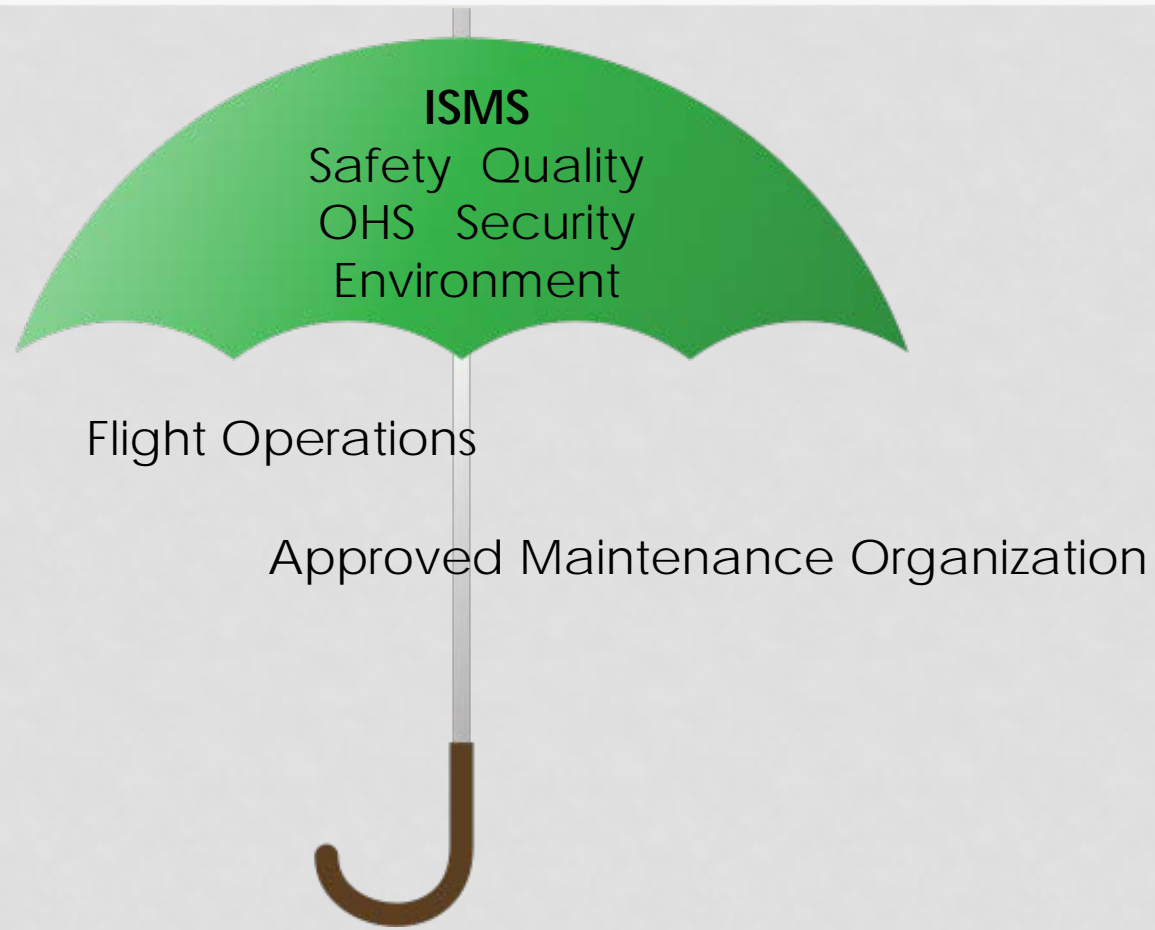 ISMS
Safety Quality
OHS Security
Environment
Flight Operations
Approved Maintenance Organization